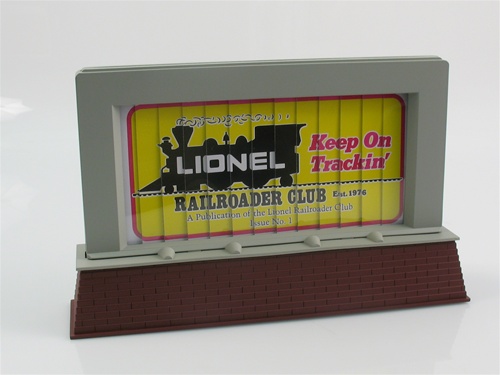 LIONEL
Keep On
Trackin'
RAILROADER CLUB Est. 1976
A Publication of the Lionel Railroader Club
Issue No. 1